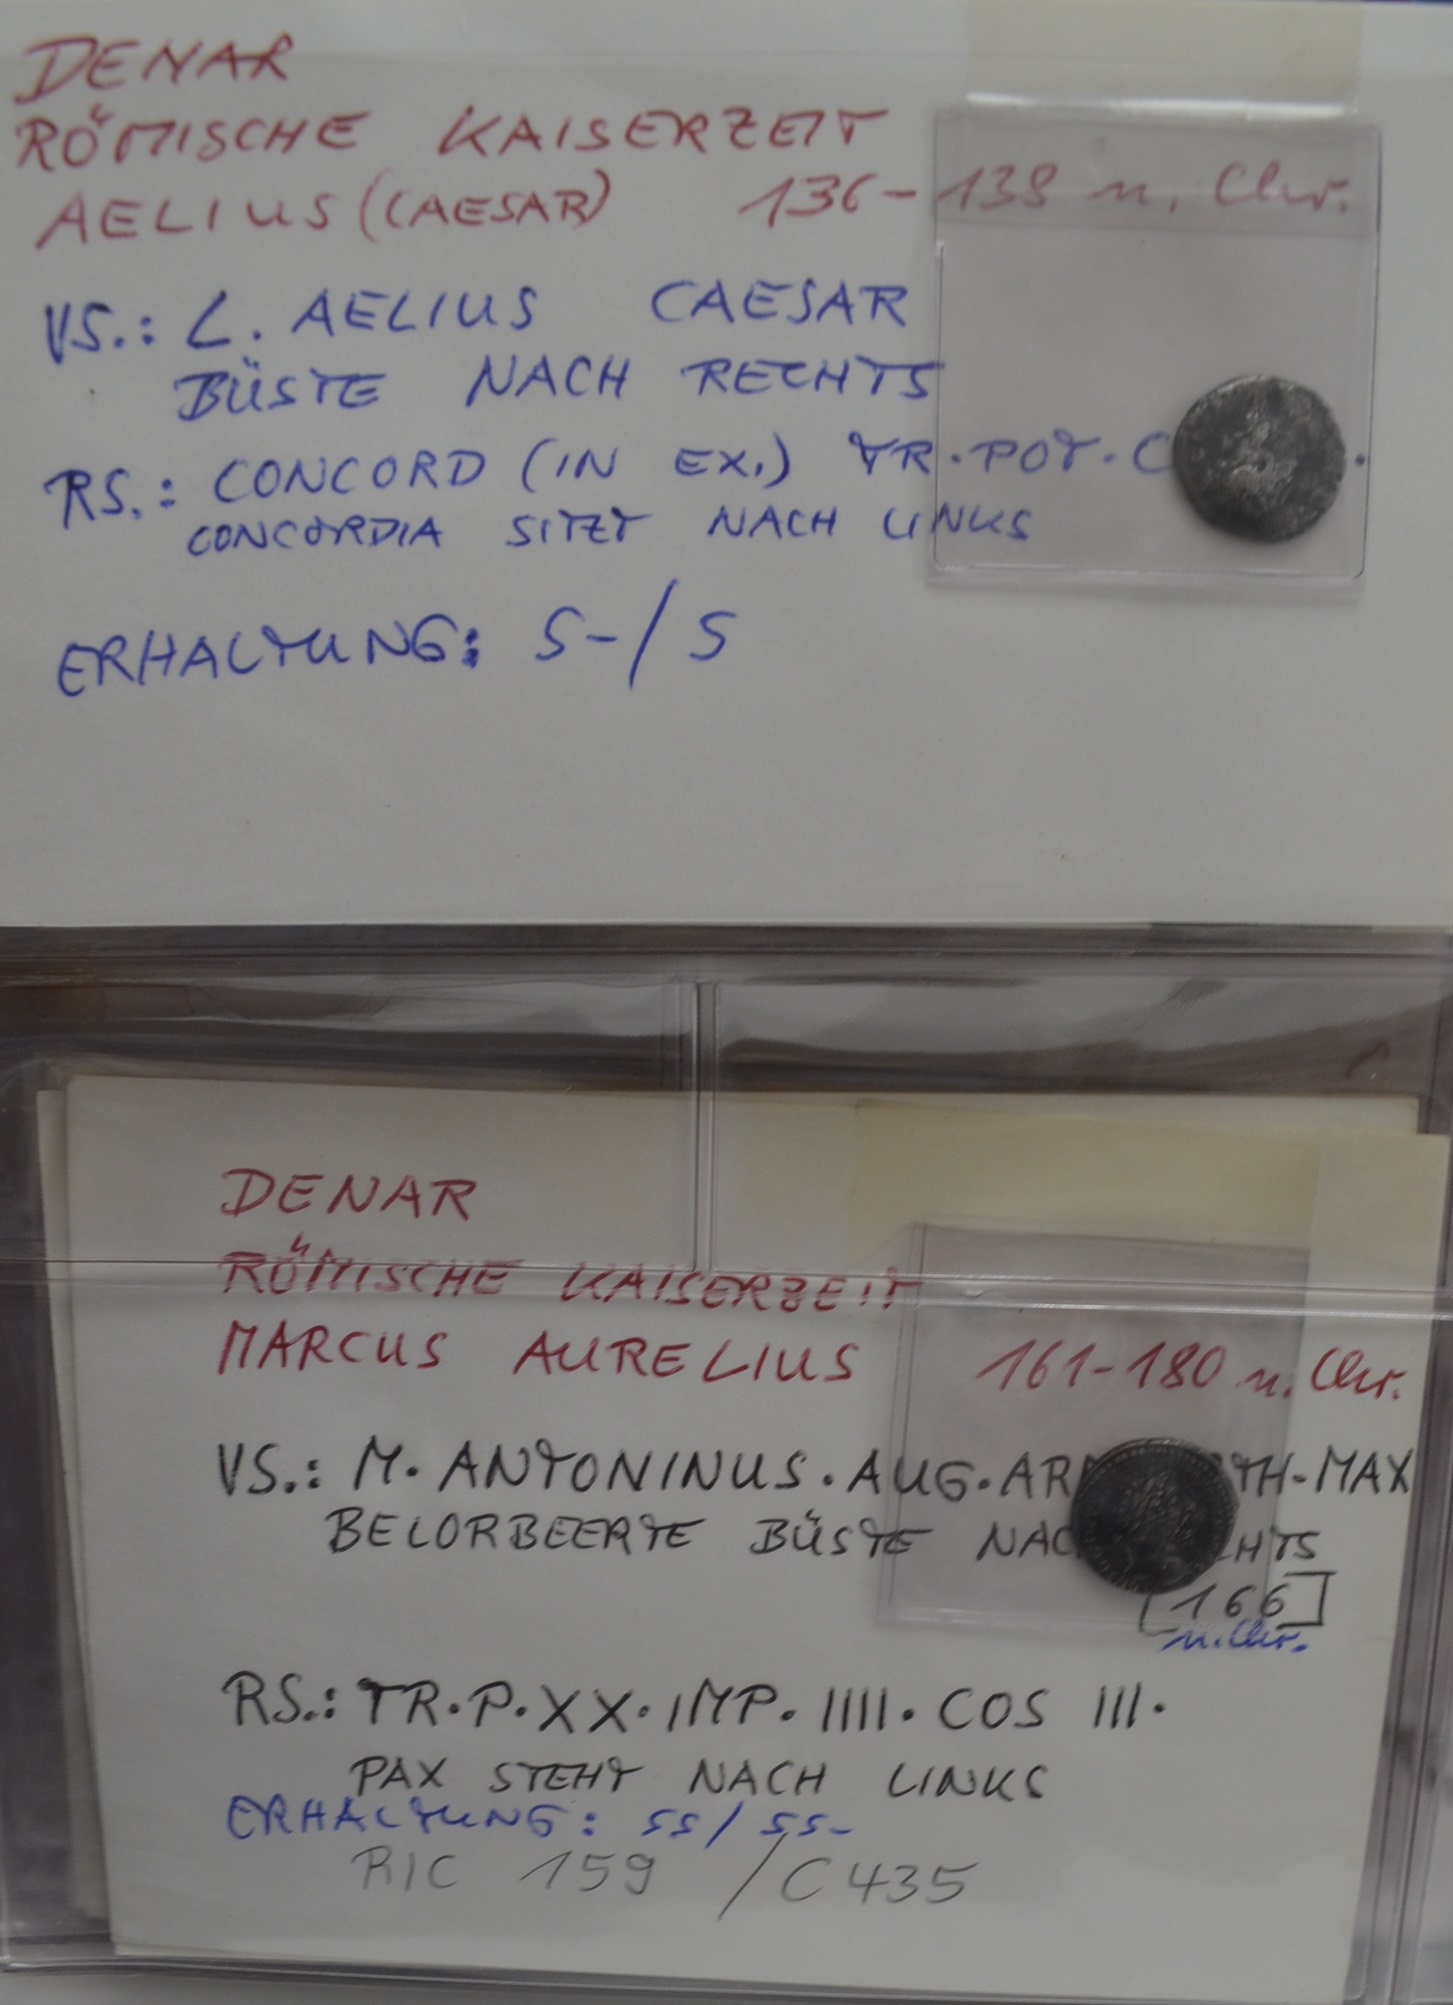 DENAR
RÖMISCHE KAISERZEIT
AELIUS (CAESAR) 136-138 n. Chr.
VS.: L. AELIUS CAESAR
BÜSTE NACH RECHTS
RS.: CONCORD (IN EX.) TR.POT.C
CONCORDIA SITZT NACH LINKS
ERHALTUNG: S-/S
DENAR
RÖMISCHE KAISERZEIT
MARCUS AURELIUS 161-180 n. Chr.
VS.: M. ANTONINUS. AUG. AR TH-MAX
BELORBEERTE BÜSTE NAC HTS
[166]
n. Chr.
RS.: TR.P.XX.IMP. IIII. COS III.
PAX STEHT NACH LINKS
ERHALTUNG: SS/SS-
RIC 159 / C 435